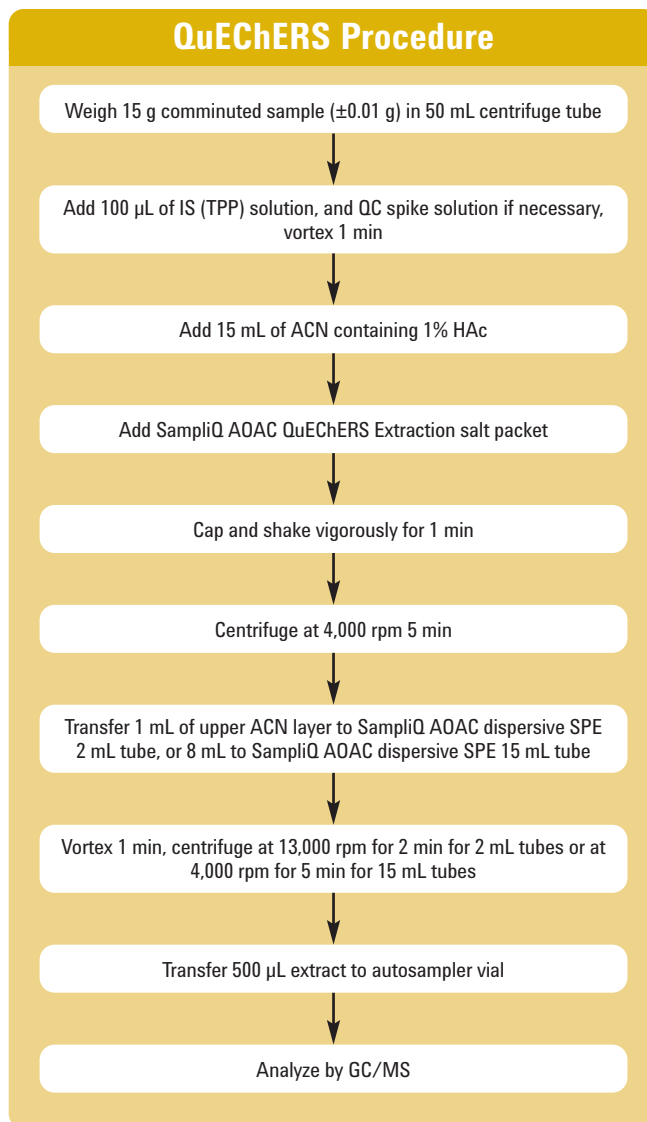 QuEChERS Procedure
Weigh 15 g comminuted sample (±0.01 g) in 50 mL centrifuge tube
Add 100 µL of IS (TPP) solution, and QC spike solution if necessary,
vortex 1 min
Add 15 mL of ACN containing 1% HAc
Add SampliQ AOAC QuEChERS Extraction salt packet
Cap and shake vigorously for 1 min
Centrifuge at 4,000 rpm 5 min
Transfer 1 mL of upper ACN layer to SampliQ AOAC dispersive SPE
2 mL tube, or 8 mL to SampliQ AOAC dispersive SPE 15 mL tube
Vortex 1 min, centrifuge at 13,000 rpm for 2 min for 2 mL tubes or at
4,000 rpm for 5 min for 15 mL tubes
Transfer 500 µL extract to autosampler vial
Analyze by GC/MS